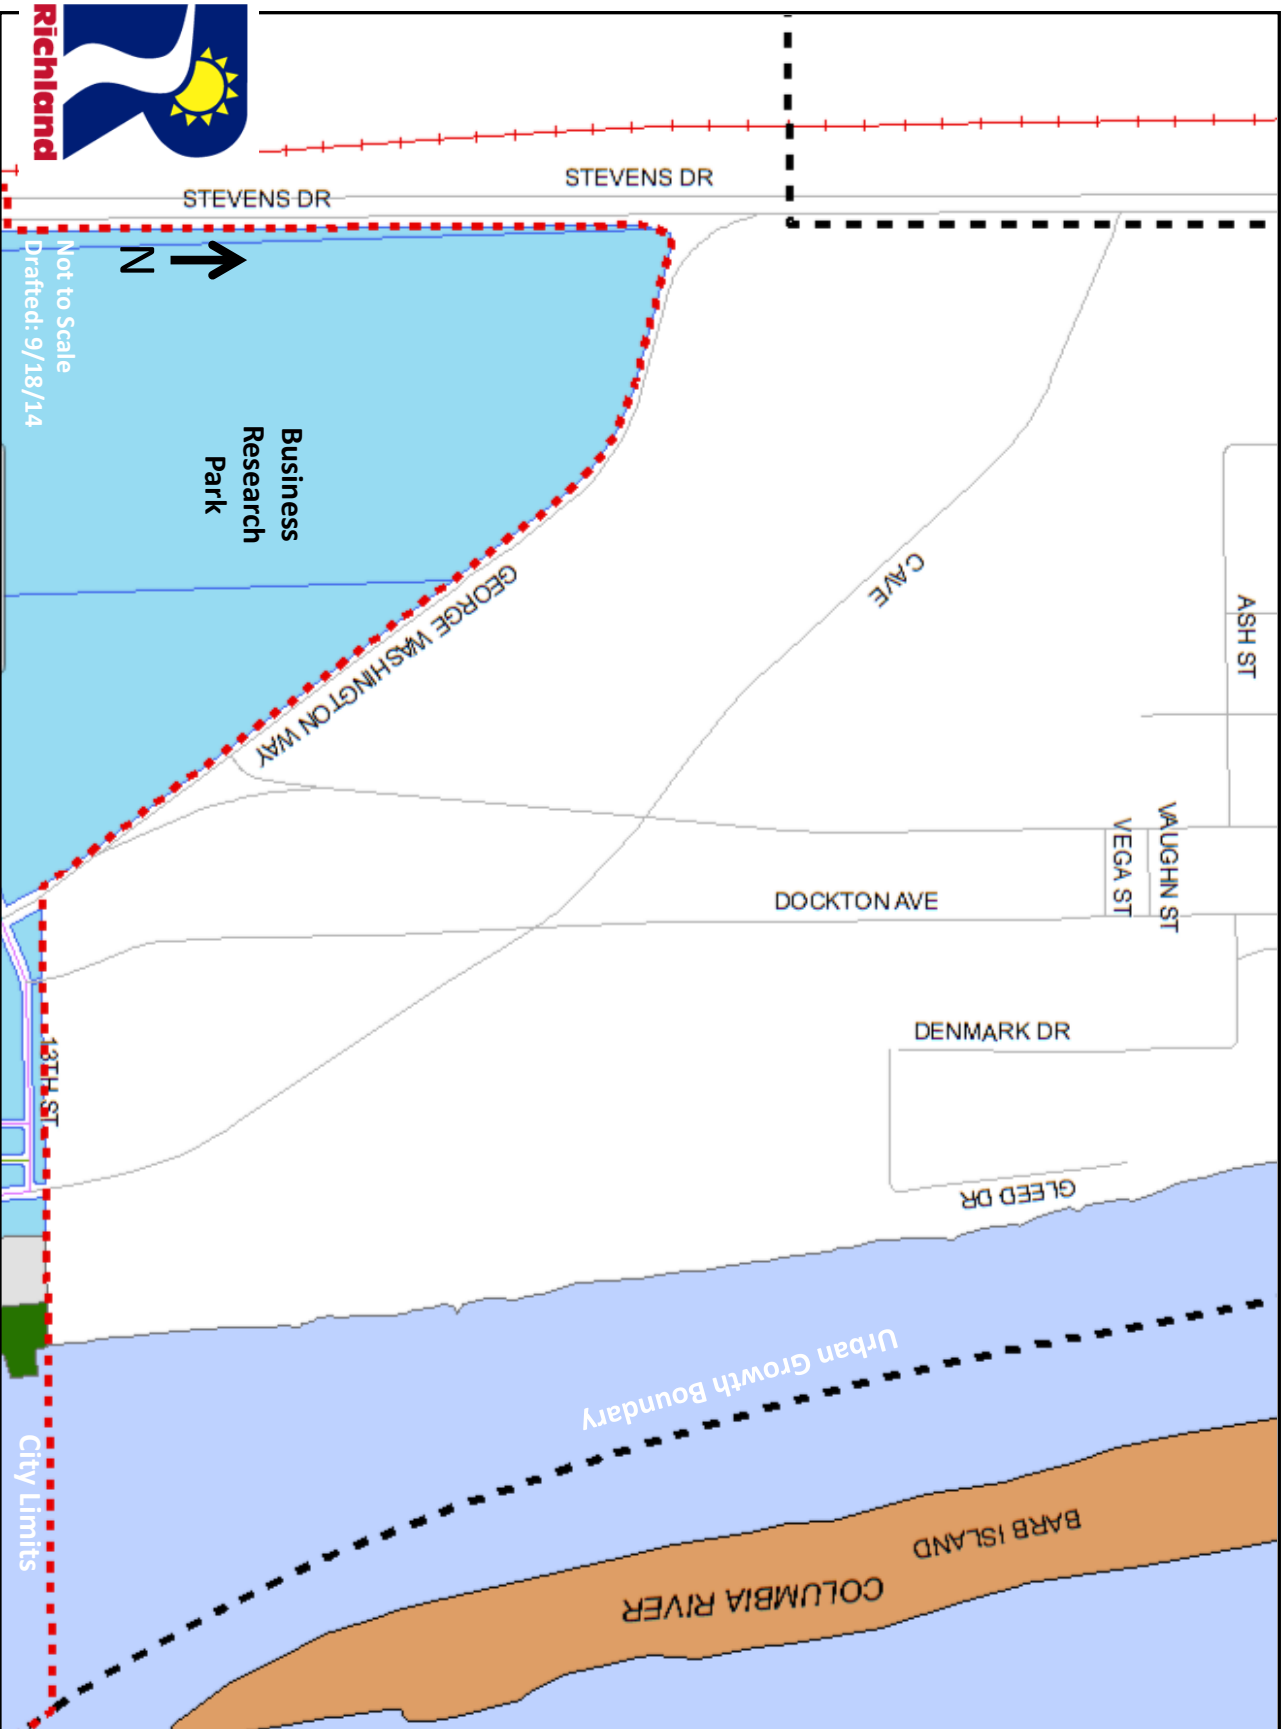 Richland
STEVENS DR
STEVENS DR
N
Not to Scale
Drafted: 9/18/14
Business
Research
Park
GEORGE WASHINGTON WAY
CAVE
ASH ST
VAUGHN ST
VEGA ST
DOCKTON AVE
DENMARK DR
13TH ST
GLEED DR
Urban Growth Boundary
City Limits
BARB ISLAND
COLUMBIA RIVER